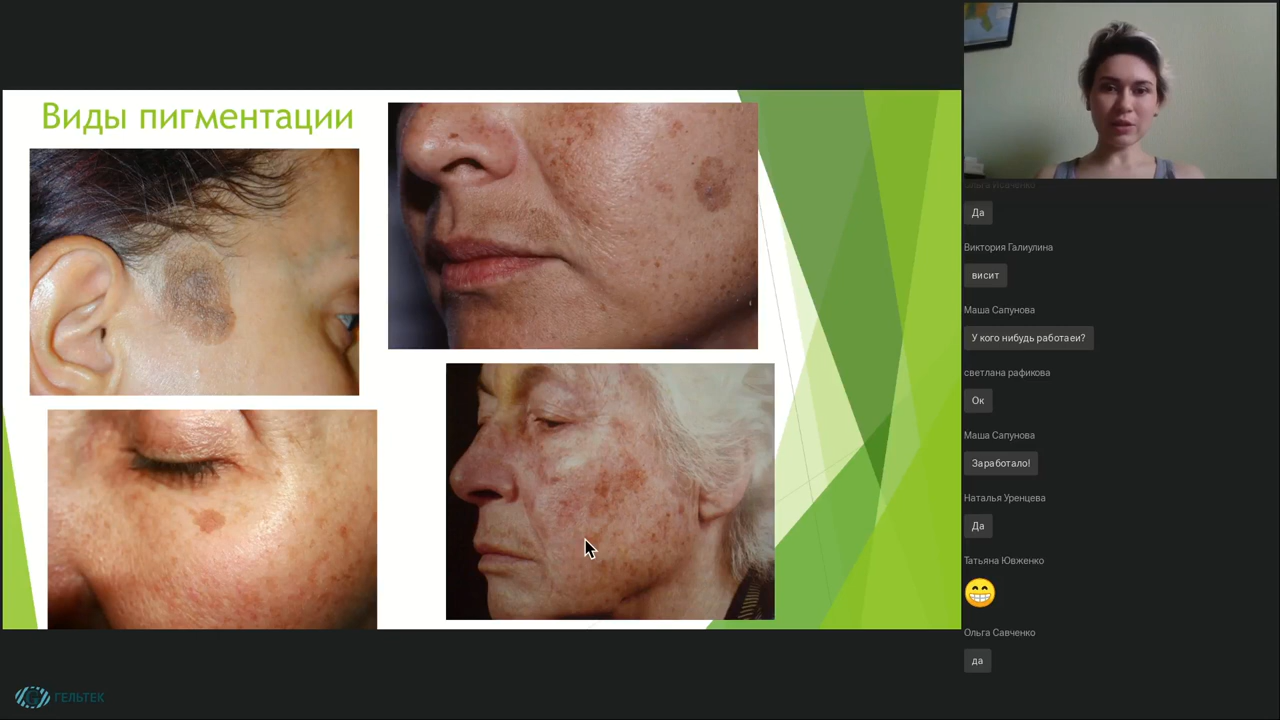 Виды пигментации
Да
Виктория Галиулина
висит
Маша Сапунова
У кого нибудь работаеи?
светлана рафикова
Ок
Маша Сапунова
Заработало!
Наталья Уренцева
Да
Татьяна Ювженко
Ольга Савченко
да
ГЕЛЬТЕК